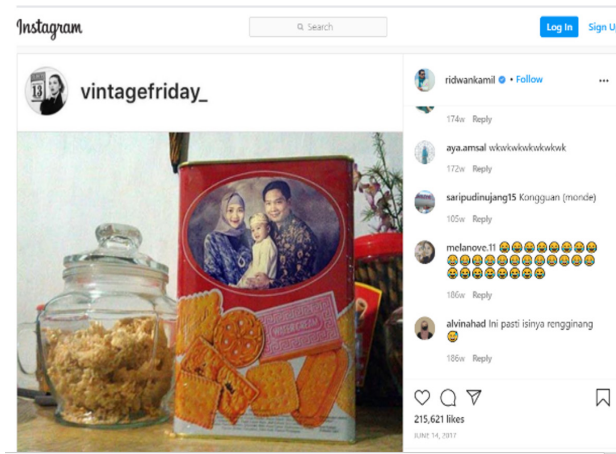 Instagram
Search
Log In
Sign U
13
vintagefriday_
ridwankamil • Follow
...
174w Reply
aya.amsal wkwkwkwkwkwkwk
172w Reply
saripudinujang15 Kongguan (monde)
105w Reply
melanove.11 😂😂😂😂😂😂😂😂
😂😂😂😂😂😂😂😂😂😂😂😂
😂😂😂😂😂😂😂😂
186w Reply
alvinahad Ini pasti isinya rengginang
😅
186w Reply
215,621 likes
JUNE 14, 2017